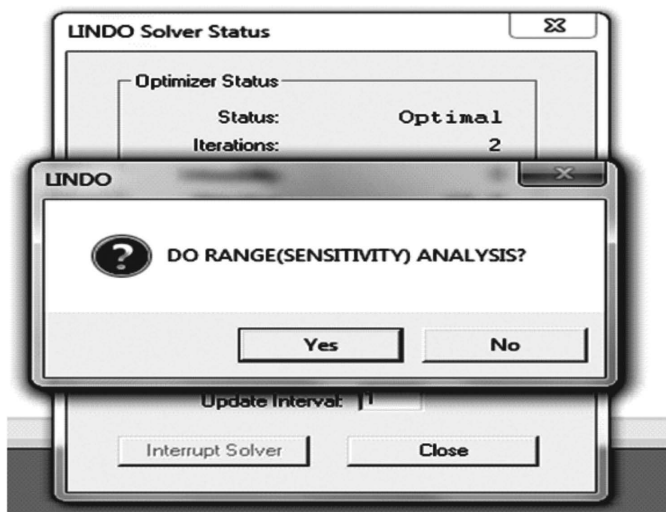 LINDO Solver Status
Optimizer Status
Status: Optimal
Iterations: 2
LINDO
DO RANGE(SENSITIVITY) ANALYSIS?
Yes No
Update Interval: 1
Interrupt Solver Close